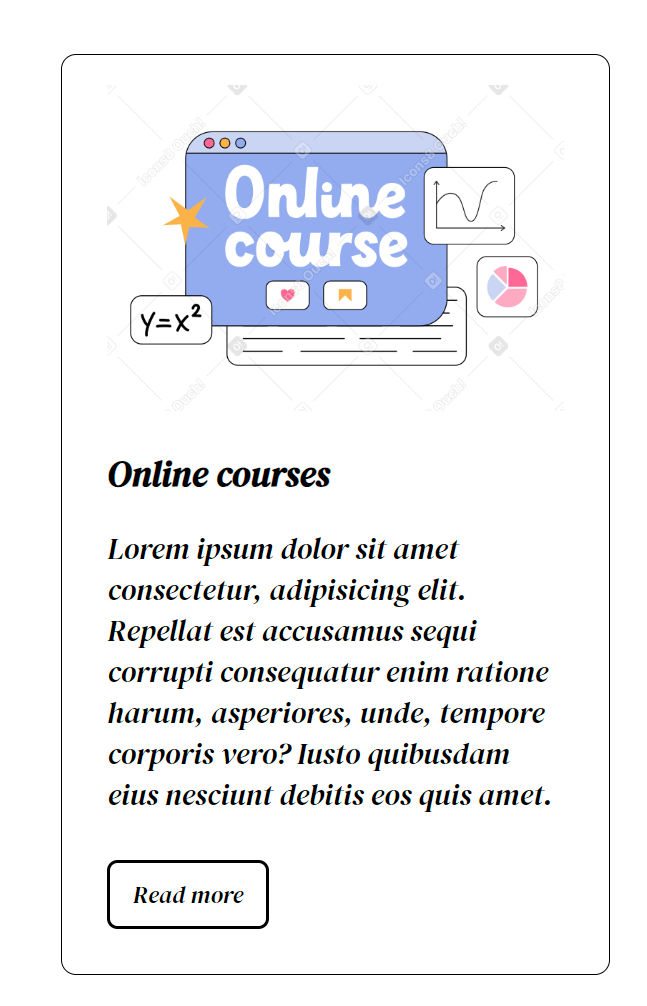 Online
course
y=x²
Online courses
Lorem ipsum dolor sit amet
consectetur, adipisicing elit.
Repellat est accusamus sequi
corrupti consequatur enim ratione
harum, asperiores, unde, tempore
corporis vero? Iusto quibusdam
eius nesciunt debitis eos quis amet.
Read more